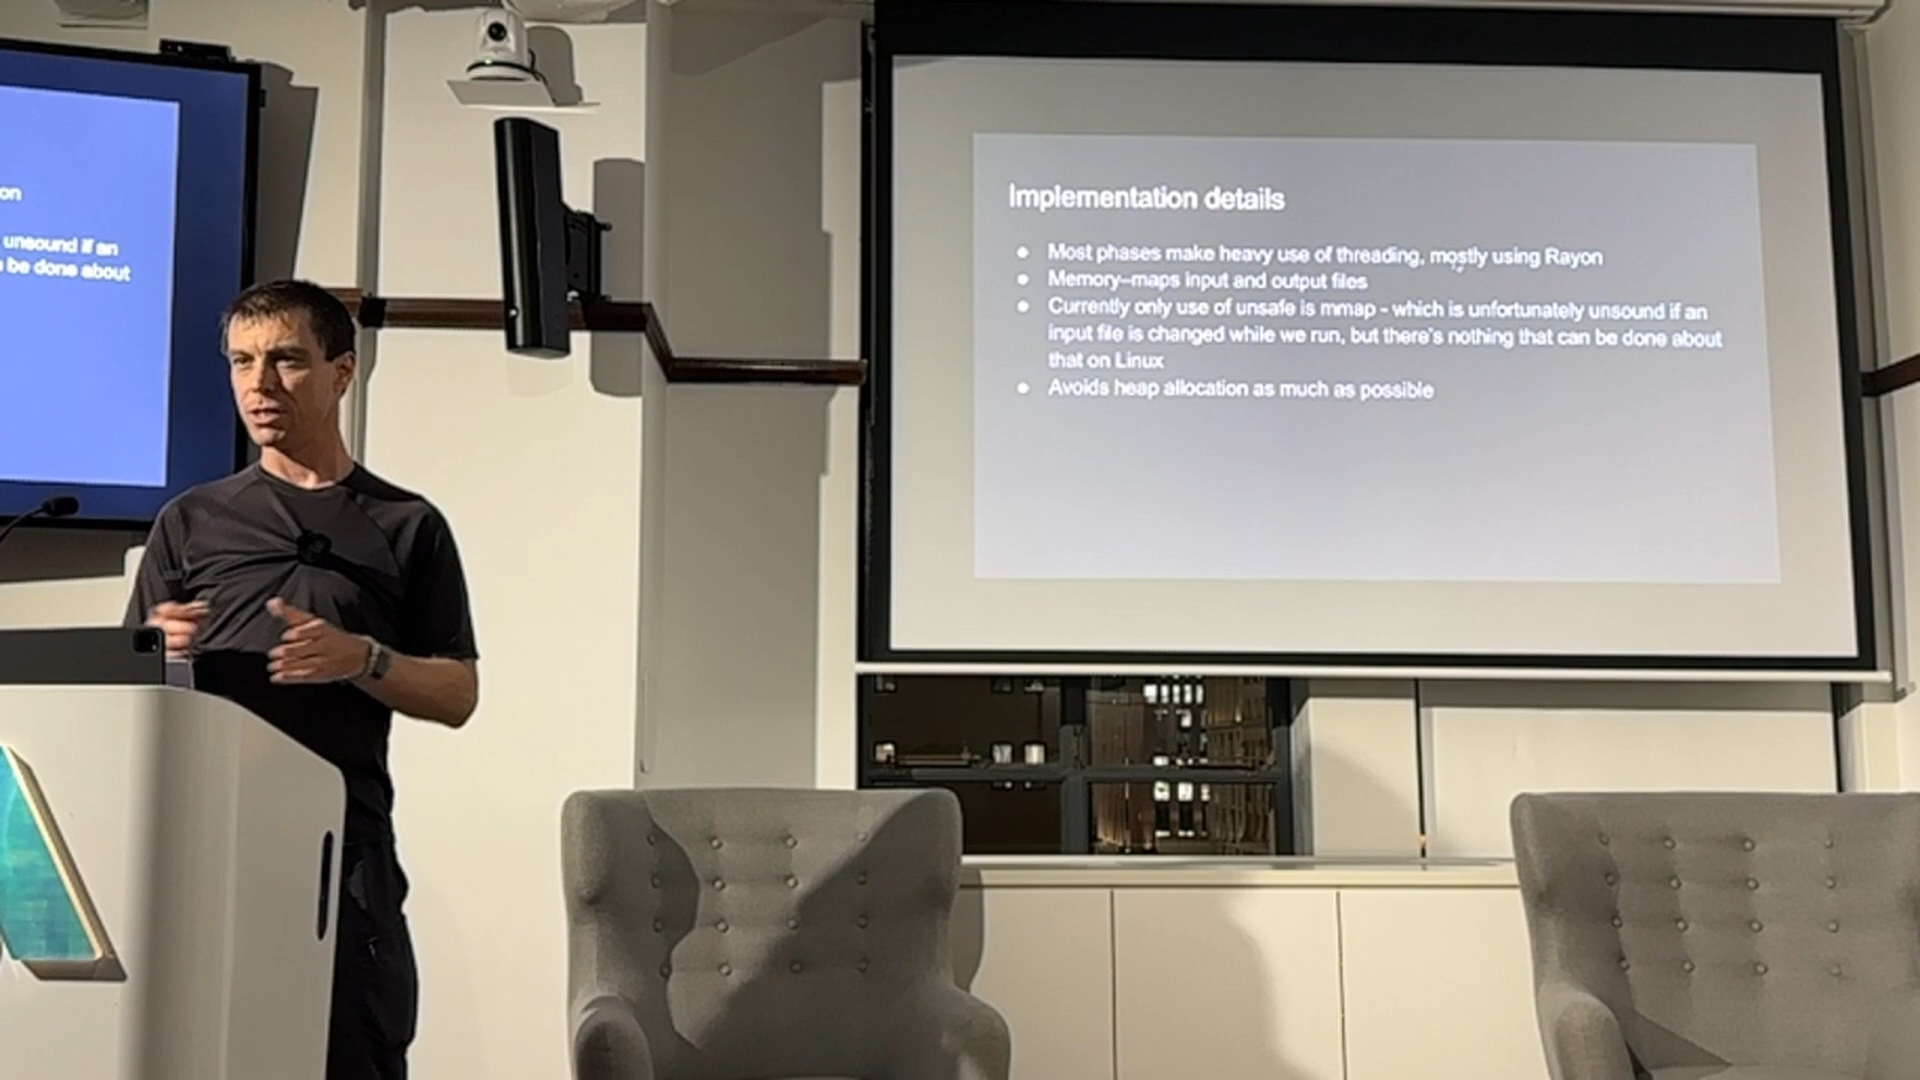 on
unsound if an
be done about
Implementation details
Most phases make heavy use of threading, mostly using Rayon
Memory-maps input and output files
Currently only use of unsafe is mmap - which is unfortunately unsound if an
input file is changed while we run, but there's nothing that can be done about
that on Linux
Avoids heap allocation as much as possible